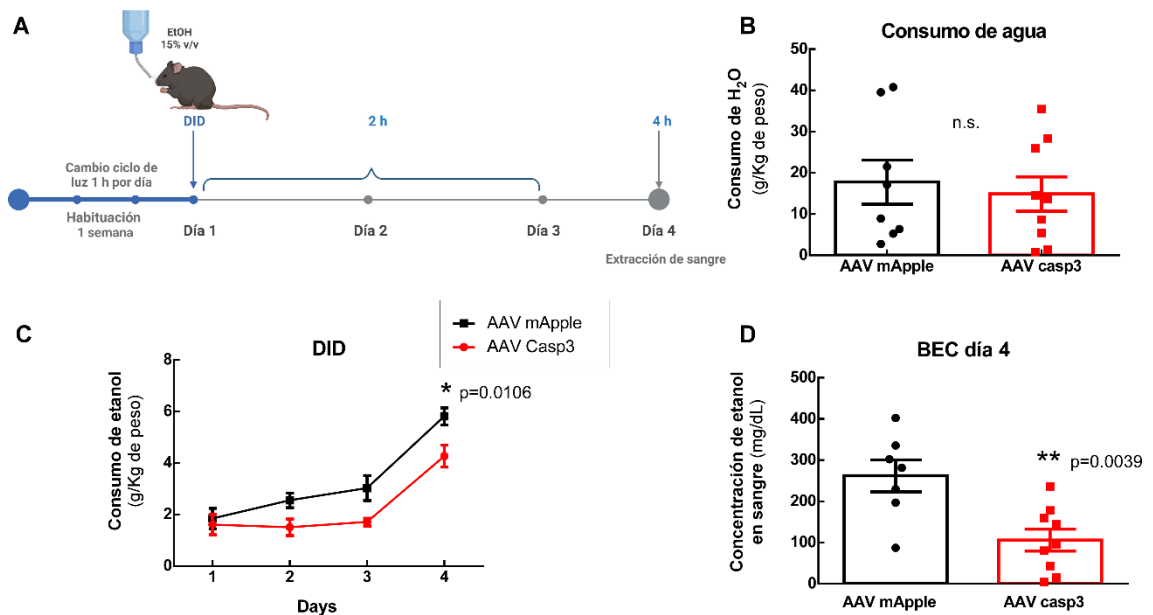 A
EtOH
15% v/v
DID
2 h
4 h
Cambio ciclo de
luz 1 h por día
Habituación
1 semana
Día 1
Día 2
Día 3
Día 4
Extracción de sangre
B
Consumo de agua
Consumo de H₂O
(g/Kg de peso)
50
40
30
20
10
0
n.s.
AAV mApple
AAV casp3
C
DID
AAV mApple
AAV Casp3
Consumo de etanol
(g/Kg de peso)
8
6
4
2
0
* p=0.0106
1 2 3 4
Days
D
BEC día 4
Concentración de etanol
en sangre (mg/dL)
500
400
300
200
100
0
** p=0.0039
AAV mApple
AAV casp3